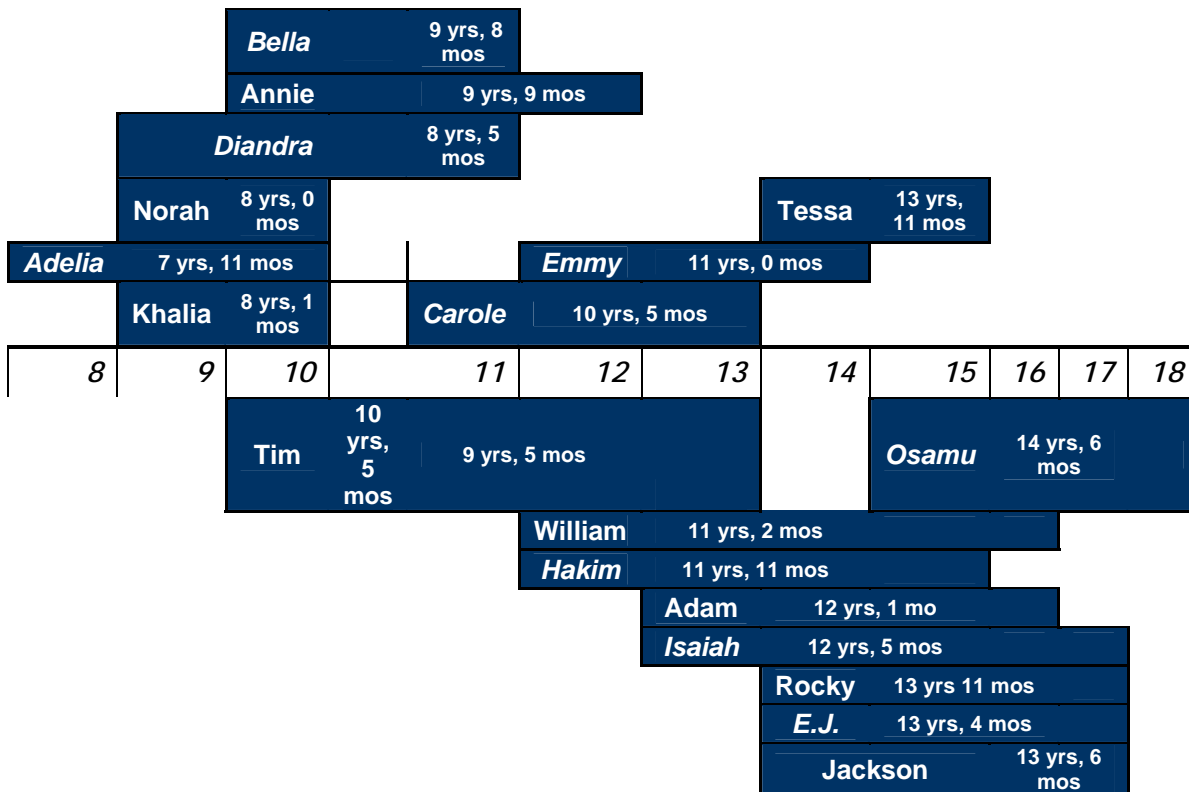 Bella 9 yrs, 8
mos
Annie 9 yrs, 9 mos
Diandra 8 yrs, 5
mos
Norah 8 yrs, 0
mos
Tessa 13 yrs,
11 mos
Adelia 7 yrs, 11 mos
Emmy 11 yrs, 0 mos
Khalia 8 yrs, 1
mos
Carole 10 yrs, 5 mos
8 9 10 11 12 13 14 15 16 17 18
Tim
10
yrs,
5
mos
9 yrs, 5 mos
Osamu 14 yrs, 6
mos
William 11 yrs, 2 mos
Hakim 11 yrs, 11 mos
Adam 12 yrs, 1 mo
Isaiah 12 yrs, 5 mos
Rocky 13 yrs 11 mos
E.J. 13 yrs, 4 mos
Jackson 13 yrs, 6
mos